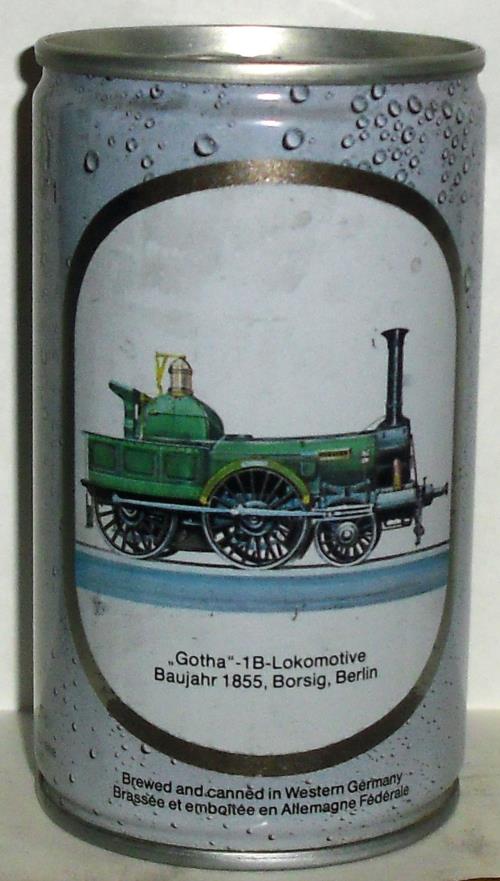 „Gotha“-1B-Lokomotive
Baujahr 1855, Borsig, Berlin
Brewed and canned in Western Germany
Brassée et emboîtée en Allemagne Fédérale